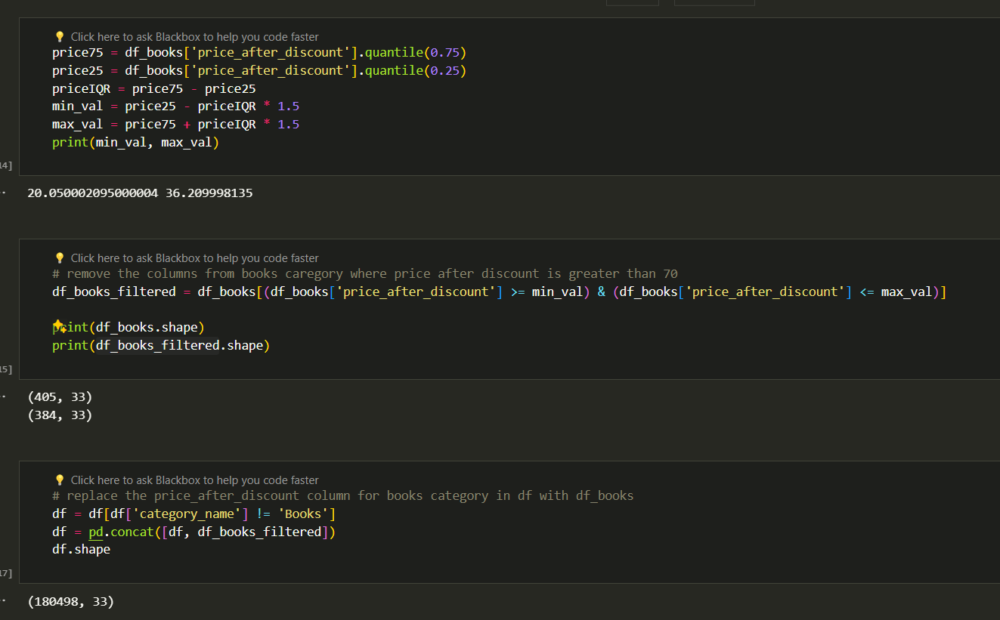 Click here to ask Blackbox to help you code faster
price75 = df_books['price_after_discount'].quantile(0.75)
price25 = df_books['price_after_discount'].quantile(0.25)
priceIQR = price75 - price25
min_val = price25 - priceIQR * 1.5
max_val = price75 + priceIQR * 1.5
print(min_val, max_val)
14]
20.050002095000004 36.209998135
Click here to ask Blackbox to help you code faster
# remove the columns from books caregory where price after discount is greater than 70
df_books_filtered = df_books[(df_books['price_after_discount'] >= min_val) & (df_books['price_after_discount'] <= max_val)]
print(df_books.shape)
print(df_books_filtered.shape)
15]
(405, 33)
(384, 33)
Click here to ask Blackbox to help you code faster
# replace the price_after_discount column for books category in df with df_books
df = df[df['category_name'] != 'Books']
df = pd.concat([df, df_books_filtered])
df.shape
17]
(180498, 33)